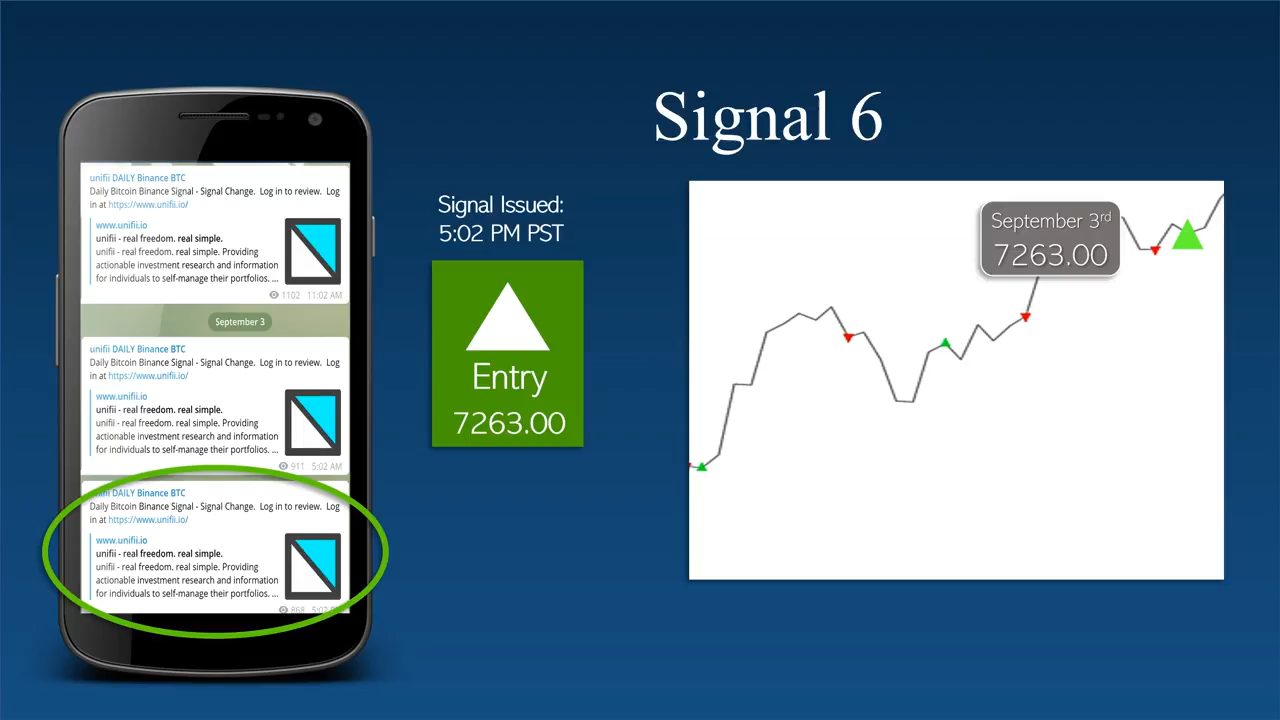 Signal 6
unifii DAILY Binance BTC
Daily Bitcoin Binance Signal - Signal Change. Log in to review. Log
in at https://www.unifii.io/
www.unifii.io
unifii - real freedom. real simple.
unifii - real freedom. real simple. Providing
actionable investment research and information
for individuals to self-manage their portfolios. ...
1102 11:02 AM
September 3
unifii DAILY Binance BTC
Daily Bitcoin Binance Signal - Signal Change. Log in to review. Log
in at https://www.unifii.io/
www.unifii.io
unifii - real freedom. real simple.
unifii - real freedom. real simple. Providing
actionable investment research and information
for individuals to self-manage their portfolios. ...
911 5:02 AM
unifii DAILY Binance BTC
Daily Bitcoin Binance Signal - Signal Change. Log in to review. Log
in at https://www.unifii.io/
www.unifii.io
unifii - real freedom. real simple.
unifii - real freedom. real simple. Providing
actionable investment research and information
for individuals to self-manage their portfolios. ...
868 5:02
Signal Issued:
5:02 PM PST
Entry
7263.00
September 3rd
7263.00